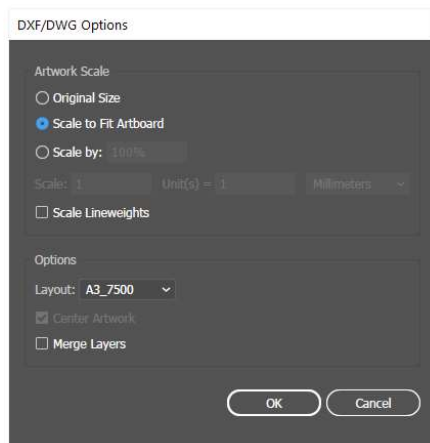 DXF/DWG Options
Artwork Scale
Original Size
Scale to Fit Artboard
Scale by: 100%
Scale: 1 Unit(s) = 1 Millimeters
Scale Lineweights
Options
Layout: A3_7500
Center Artwork
Merge Layers
OK Cancel